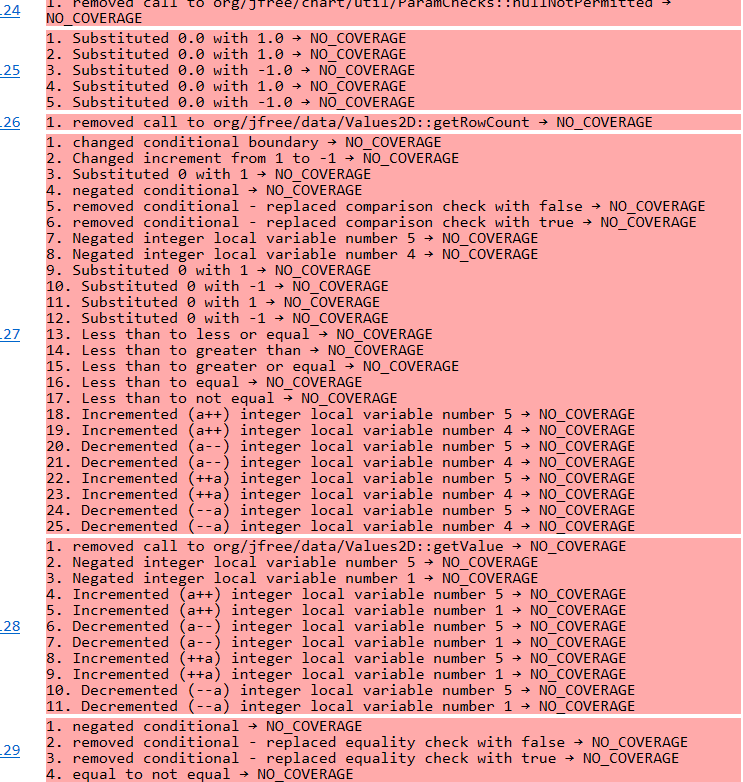 124
1. removed call to org/jfree/chart/util/ParamChecks::nullNotPermitted →
NO_COVERAGE
1. Substituted 0.0 with 1.0 → NO_COVERAGE
2. Substituted 0.0 with 1.0 → NO_COVERAGE
125
3. Substituted 0.0 with -1.0 → NO_COVERAGE
4. Substituted 0.0 with 1.0 → NO_COVERAGE
5. Substituted 0.0 with -1.0 → NO_COVERAGE
126
1. removed call to org/jfree/data/Values2D::getRowCount → NO_COVERAGE
1. changed conditional boundary → NO_COVERAGE
2. Changed increment from 1 to -1 → NO_COVERAGE
3. Substituted 0 with 1 → NO_COVERAGE
4. negated conditional → NO_COVERAGE
5. removed conditional - replaced comparison check with false → NO_COVERAGE
6. removed conditional - replaced comparison check with true → NO_COVERAGE
7. Negated integer local variable number 5 → NO_COVERAGE
8. Negated integer local variable number 4 → NO_COVERAGE
9. Substituted 0 with 1 → NO_COVERAGE
10. Substituted 0 with -1 → NO_COVERAGE
11. Substituted 0 with 1 → NO_COVERAGE
12. Substituted 0 with -1 → NO_COVERAGE
127
13. Less than to less or equal → NO_COVERAGE
14. Less than to greater than → NO_COVERAGE
15. Less than to greater or equal → NO_COVERAGE
16. Less than to equal → NO_COVERAGE
17. Less than to not equal → NO_COVERAGE
18. Incremented (a++) integer local variable number 5 → NO_COVERAGE
19. Incremented (a++) integer local variable number 4 → NO_COVERAGE
20. Decremented (a--) integer local variable number 5 → NO_COVERAGE
21. Decremented (a--) integer local variable number 4 → NO_COVERAGE
22. Incremented (++a) integer local variable number 5 → NO_COVERAGE
23. Incremented (++a) integer local variable number 4 → NO_COVERAGE
24. Decremented (--a) integer local variable number 5 → NO_COVERAGE
25. Decremented (--a) integer local variable number 4 → NO_COVERAGE
1. removed call to org/jfree/data/Values2D::getValue → NO_COVERAGE
2. Negated integer local variable number 5 → NO_COVERAGE
3. Negated integer local variable number 1 → NO_COVERAGE
4. Incremented (a++) integer local variable number 5 → NO_COVERAGE
5. Incremented (a++) integer local variable number 1 → NO_COVERAGE
128
6. Decremented (a--) integer local variable number 5 → NO_COVERAGE
7. Decremented (a--) integer local variable number 1 → NO_COVERAGE
8. Incremented (++a) integer local variable number 5 → NO_COVERAGE
9. Incremented (++a) integer local variable number 1 → NO_COVERAGE
10. Decremented (--a) integer local variable number 5 → NO_COVERAGE
11. Decremented (--a) integer local variable number 1 → NO_COVERAGE
1. negated conditional → NO_COVERAGE
2. removed conditional - replaced equality check with false → NO_COVERAGE
129
3. removed conditional - replaced equality check with true → NO_COVERAGE
4. equal to not equal → NO_COVERAGE